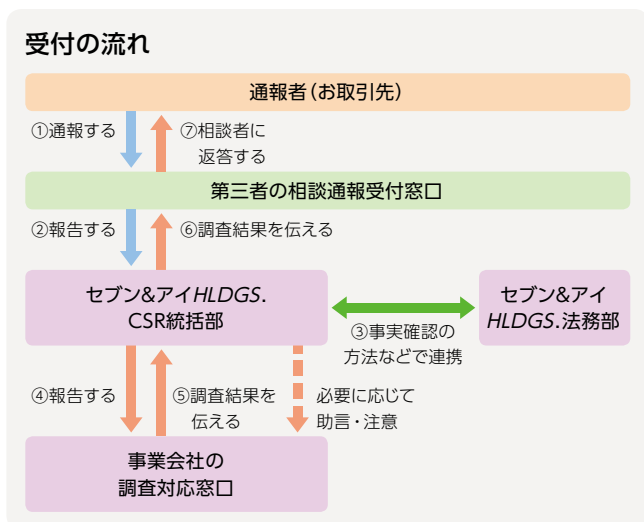 受付の流れ
通報者(お取引先)
①通報する
⑦相談者に
返答する
第三者の相談通報受付窓口
②報告する
⑥調査結果を伝える
セブン&アイHLDGS.
CSR統括部
セブン&アイ
HLDGS.法務部
③事実確認の
方法などで連携
④報告する
⑤調査結果を
伝える
必要に応じて
助言・注意
事業会社の
調査対応窓口